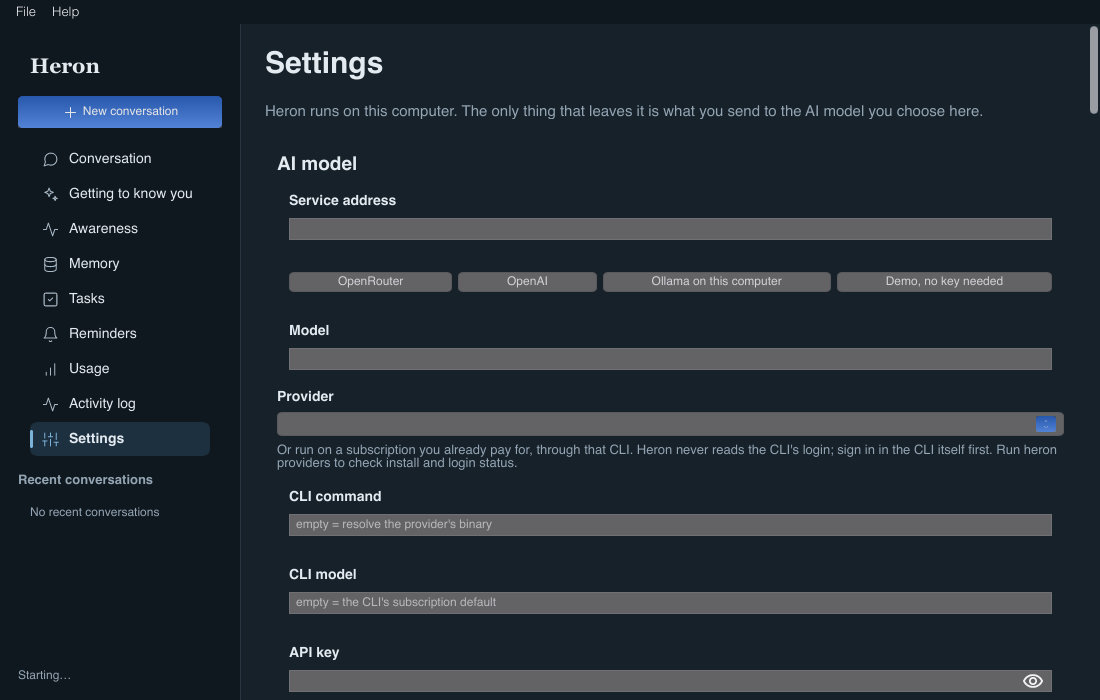 File Help
Heron
New conversation
Conversation
Getting to know you
Awareness
Memory
Tasks
Reminders
Usage
Activity log
Settings
Recent conversations
No recent conversations
Starting…
Settings
Heron runs on this computer. The only thing that leaves it is what you send to the AI model you choose here.
AI model
Service address
OpenRouter
OpenAI
Ollama on this computer
Demo, no key needed
Model
Provider
Or run on a subscription you already pay for, through that CLI. Heron never reads the CLI's login; sign in in the CLI itself first. Run heron
providers to check install and login status.
CLI command
empty = resolve the provider's binary
CLI model
empty = the CLI's subscription default
API key